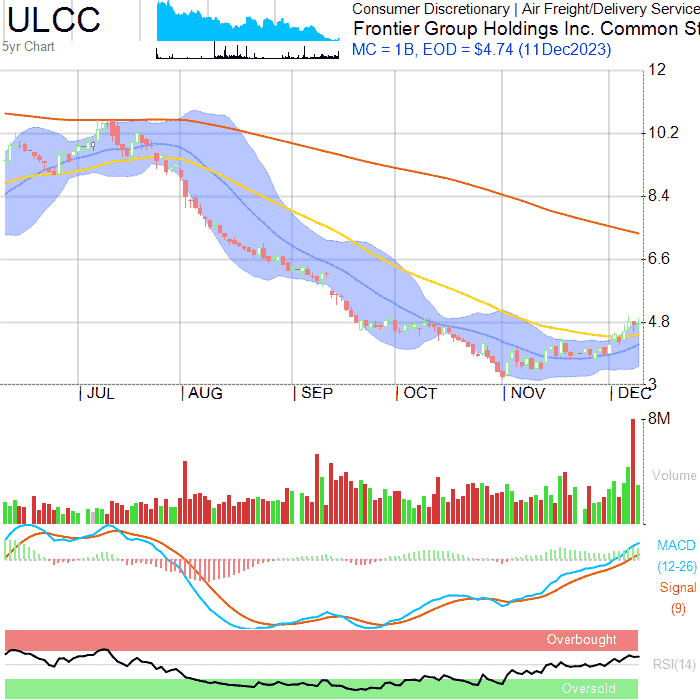 ULCC
5yr Chart
Consumer Discretionary | Air Freight/Delivery Service
Frontier Group Holdings Inc. Common St
MC = 1B, EOD = $4.74 (11Dec2023)
12
10.2
8.4
6.6
4.8
3
JUL AUG SEP OCT NOV DEC
8M
Volume
MACD
(12-26)
Signal
(9)
Overbought
RSI(14)
Oversold